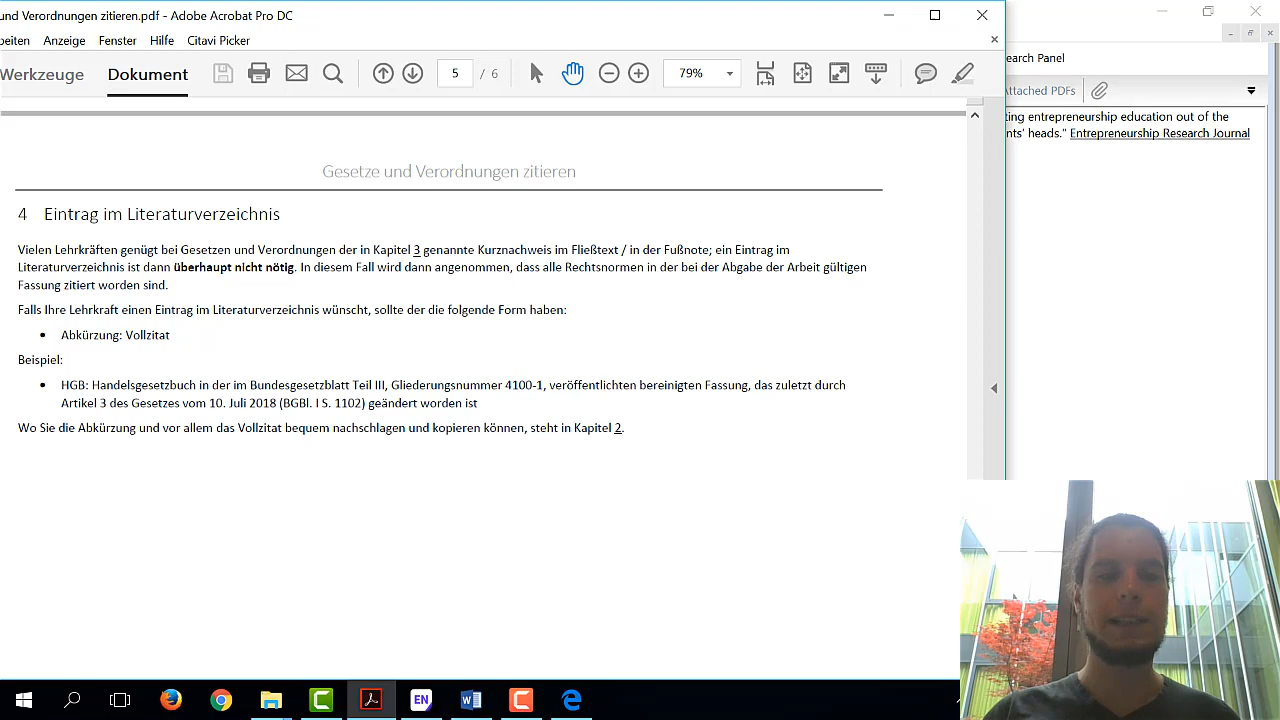 und Verordnungen zitieren.pdf - Adobe Acrobat Pro DC
beiten Anzeige Fenster Hilfe Citavi Picker
Werkzeuge Dokument 5 / 6 79%
earch Panel
Attached PDFs
ting entrepreneurship education out of the
nts' heads." Entrepreneurship Research Journal
Gesetze und Verordnungen zitieren
4 Eintrag im Literaturverzeichnis
Vielen Lehrkräften genügt bei Gesetzen und Verordnungen der in Kapitel 3 genannte Kurznachweis im Fließtext / in der Fußnote; ein Eintrag im
Literaturverzeichnis ist dann überhaupt nicht nötig. In diesem Fall wird dann angenommen, dass alle Rechtsnormen in der bei der Abgabe der Arbeit gültigen
Fassung zitiert worden sind.
Falls Ihre Lehrkraft einen Eintrag im Literaturverzeichnis wünscht, sollte der die folgende Form haben:
• Abkürzung: Vollzitat
Beispiel:
• HGB: Handelsgesetzbuch in der im Bundesgesetzblatt Teil III, Gliederungsnummer 4100-1, veröffentlichten bereinigten Fassung, das zuletzt durch
Artikel 3 des Gesetzes vom 10. Juli 2018 (BGBl. I S. 1102) geändert worden ist
Wo Sie die Abkürzung und vor allem das Vollzitat bequem nachschlagen und kopieren können, steht in Kapitel 2.
EN